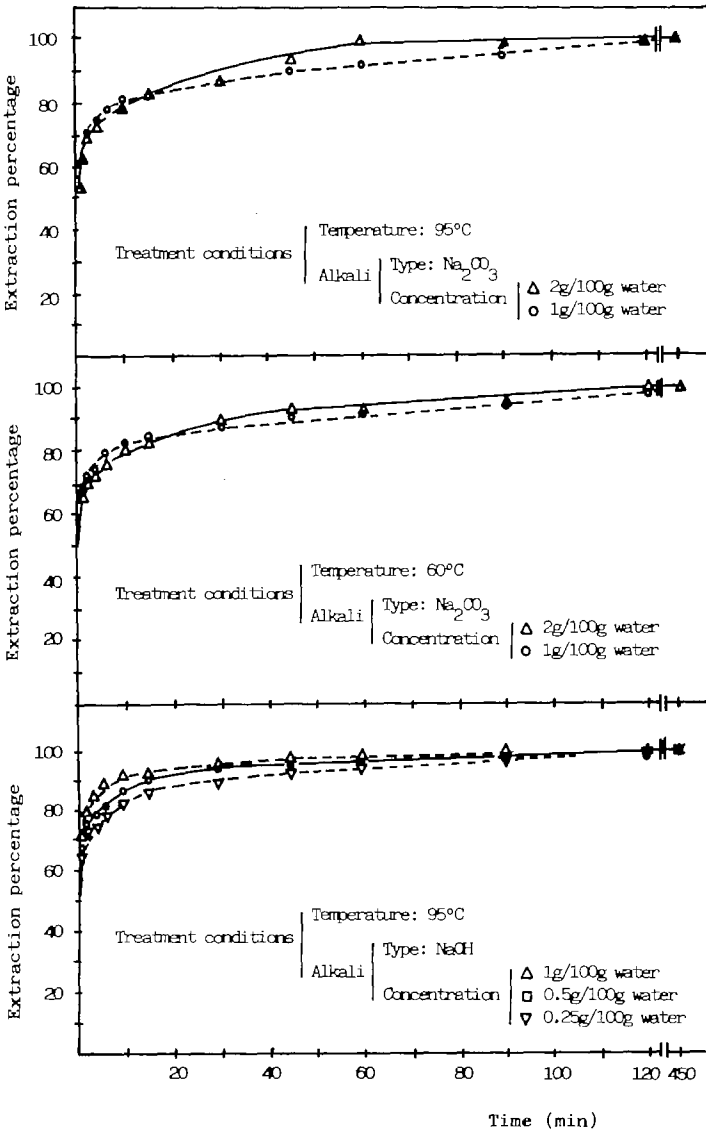 100
80
60
40
20
Extraction percentage
Treatment conditions
Temperature: 95°C
Alkali
Type: Na2CO3
Concentration
2g/100g water
1g/100g water
100
80
60
40
20
Extraction percentage
Treatment conditions
Temperature: 60°C
Alkali
Type: Na2CO3
Concentration
2g/100g water
1g/100g water
100
80
60
40
20
Extraction percentage
Treatment conditions
Temperature: 95°C
Alkali
Type: NaOH
Concentration
1g/100g water
0.5g/100g water
0.25g/100g water
20 40 60 80 100 120 450
Time (min)